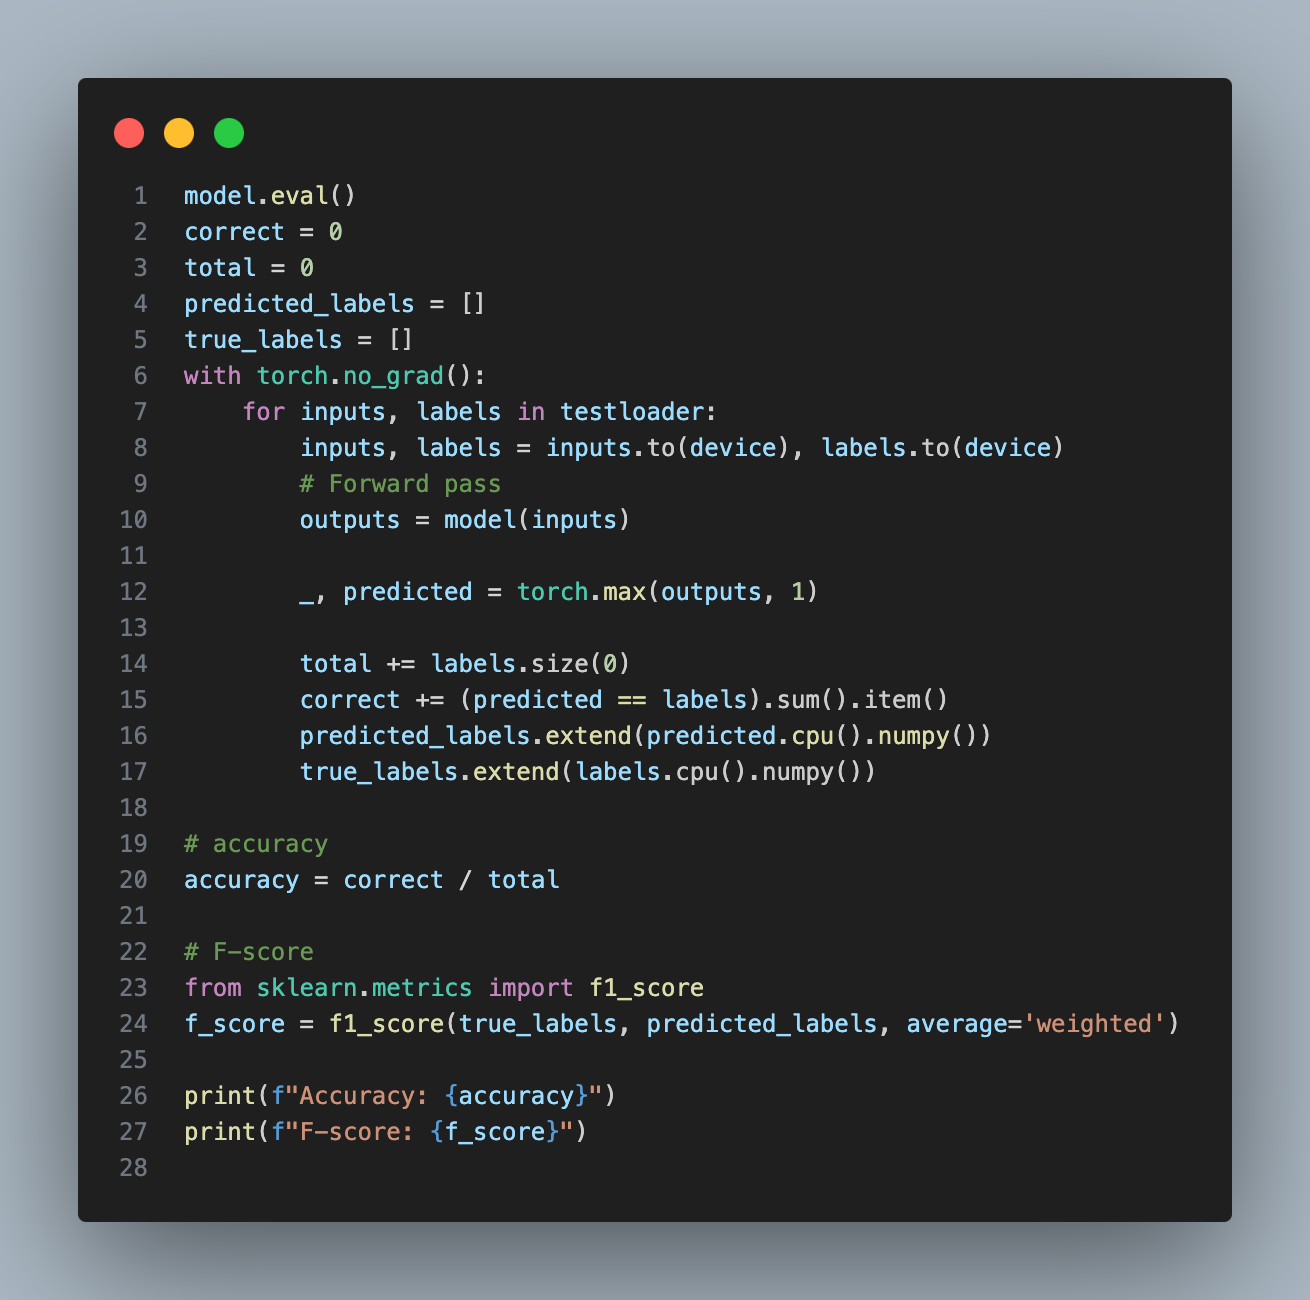 1 model.eval()
2 correct = 0
3 total = 0
4 predicted_labels = []
5 true_labels = []
6 with torch.no_grad():
7     for inputs, labels in testloader:
8         inputs, labels = inputs.to(device), labels.to(device)
9         # Forward pass
10         outputs = model(inputs)
11
12         _, predicted = torch.max(outputs, 1)
13
14         total += labels.size(0)
15         correct += (predicted == labels).sum().item()
16         predicted_labels.extend(predicted.cpu().numpy())
17         true_labels.extend(labels.cpu().numpy())
18
19 # accuracy
20 accuracy = correct / total
21
22 # F-score
23 from sklearn.metrics import f1_score
24 f_score = f1_score(true_labels, predicted_labels, average='weighted')
25
26 print(f"Accuracy: {accuracy}")
27 print(f"F-score: {f_score}")
28